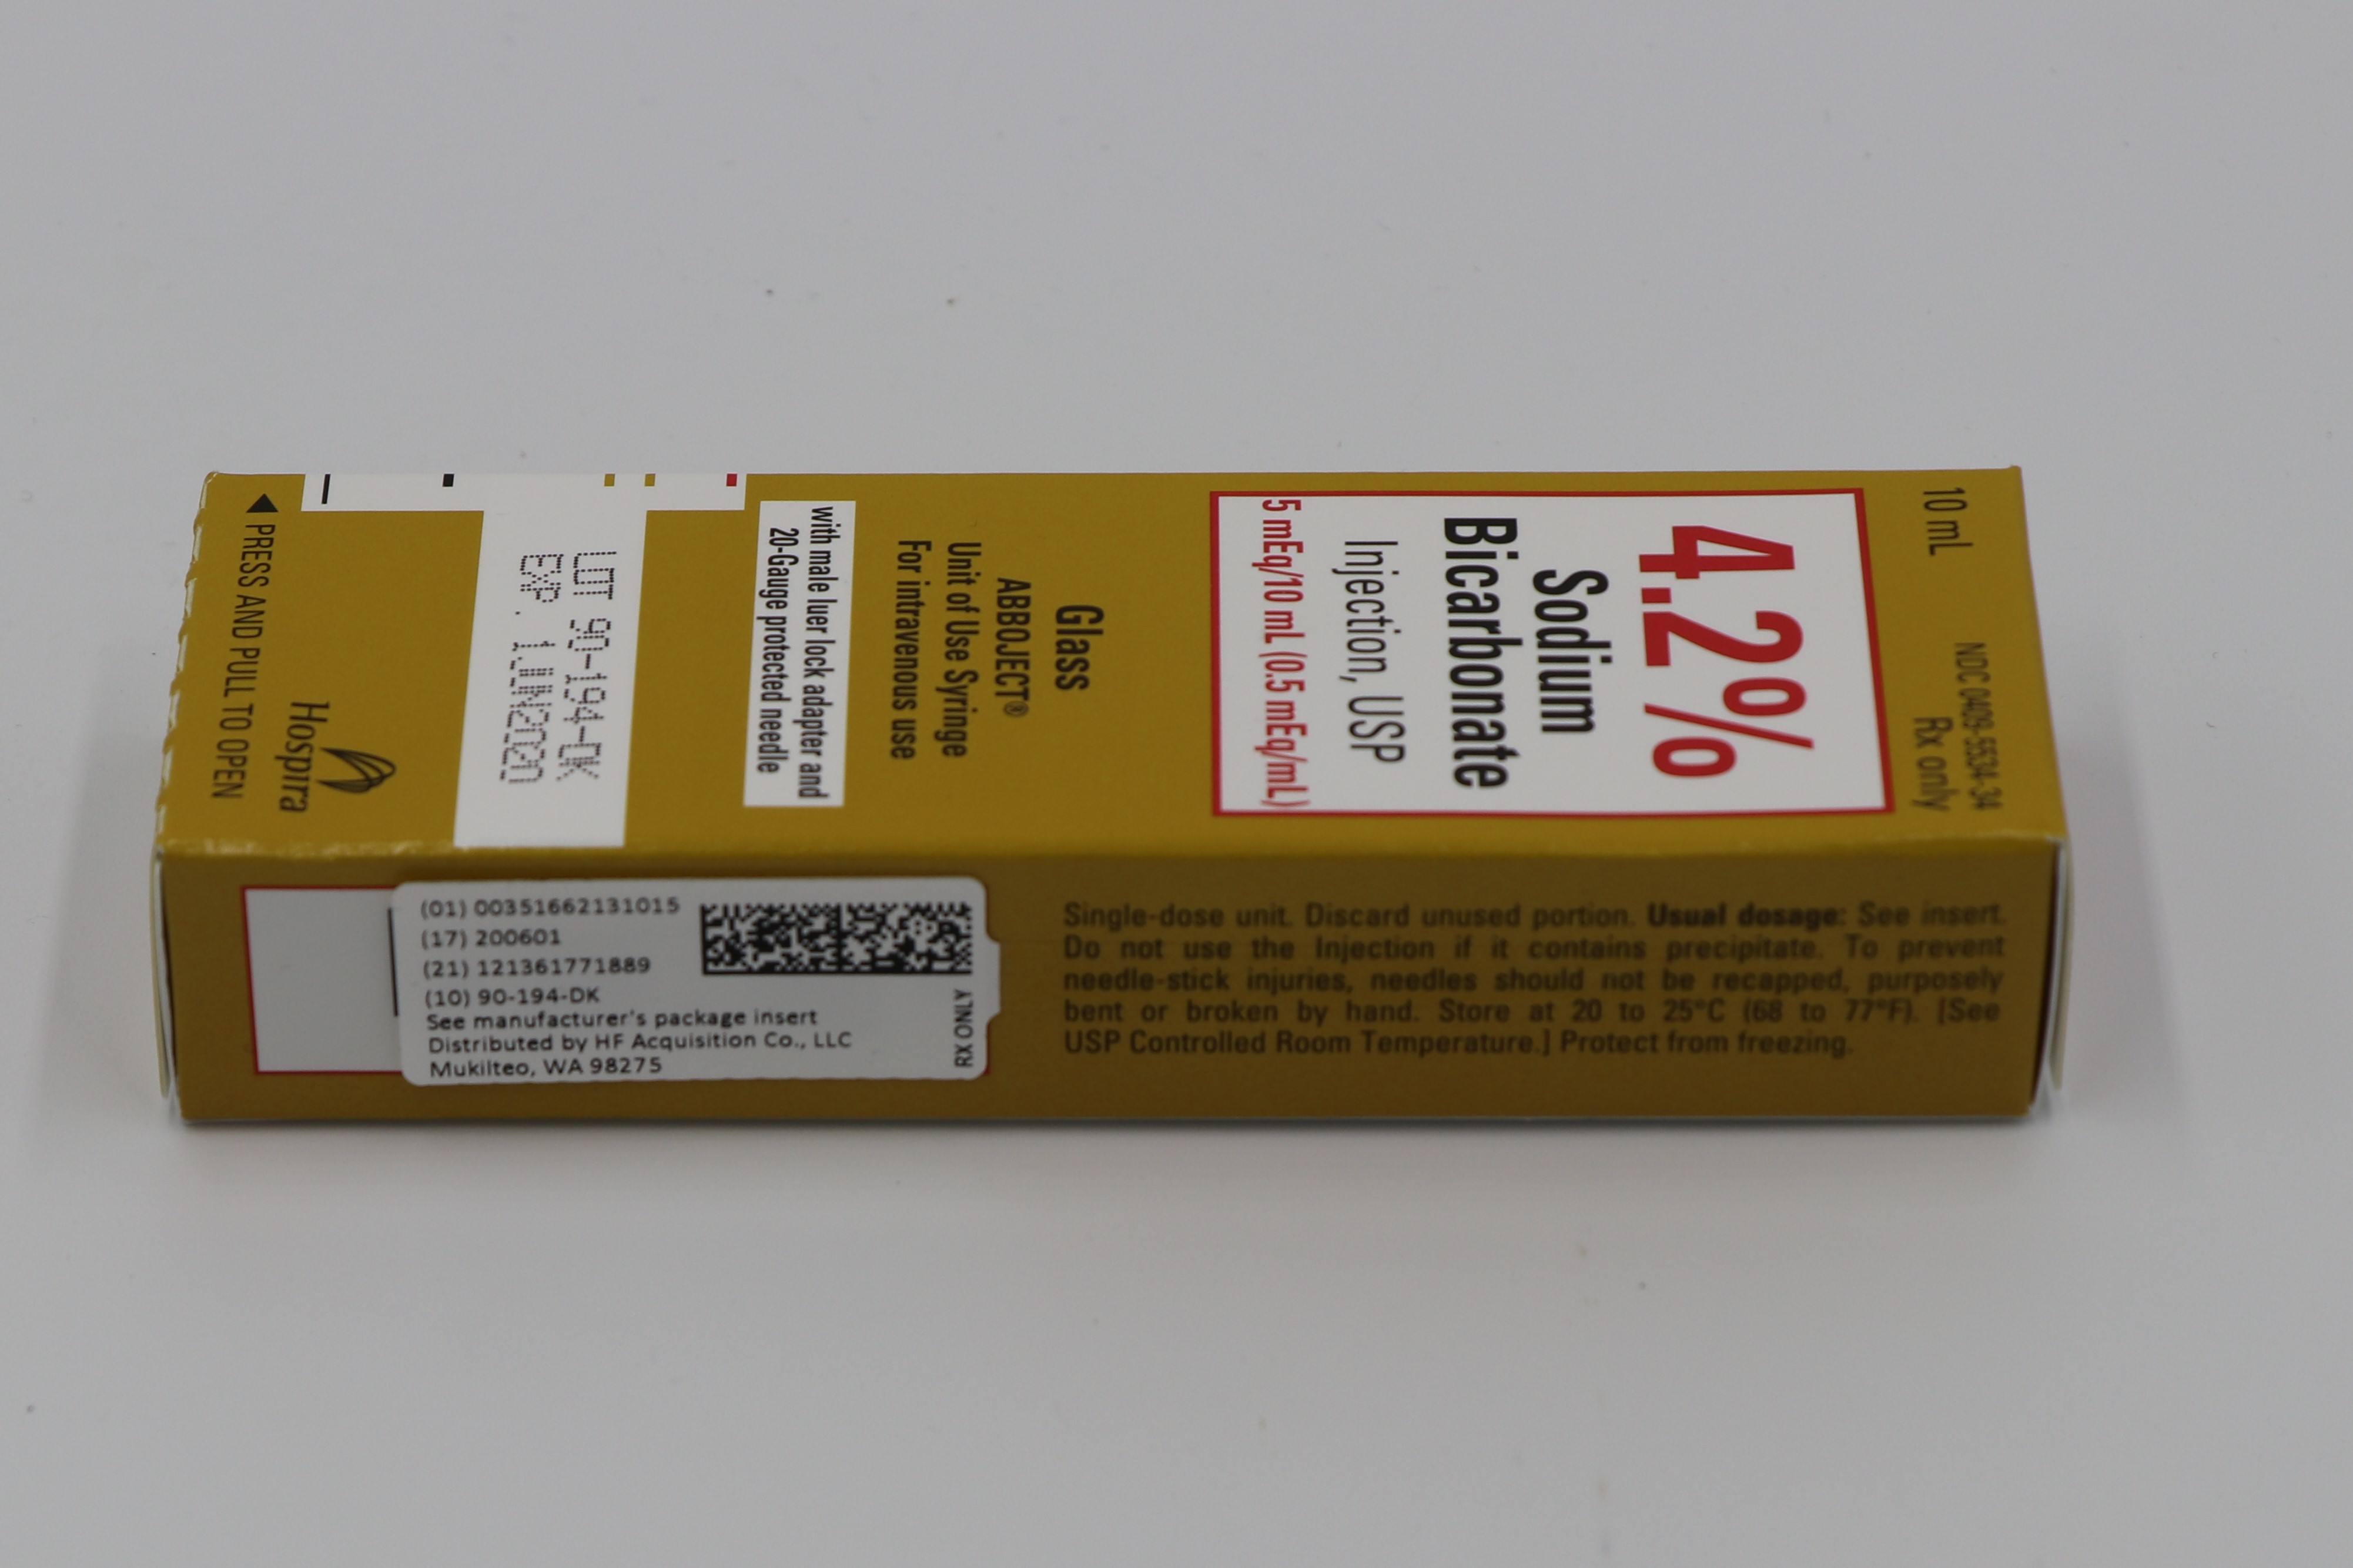 10 mL
NDC 0409-5534-34
Rx only
4.2%
Sodium
Bicarbonate
Injection, USP
5 mEq/10 mL (0.5 mEq/mL)
Glass
ABBOJECT®
Unit of Use Syringe
For intravenous use
with male luer lock adapter and
20-Gauge protected needle
LOT 90-194-DK
EXP. 1JUN2020
Hospira
◀ PRESS AND PULL TO OPEN
(01) 00351662131015
(17) 200601
(21) 121361771889
(10) 90-194-DK
See manufacturer's package insert
Distributed by HF Acquisition Co., LLC
Mukilteo, WA 98275
RX ONLY
Single-dose unit. Discard unused portion. Usual dosage: See insert.
Do not use the Injection if it contains precipitate. To prevent
needle-stick injuries, needles should not be recapped, purposely
bent or broken by hand. Store at 20 to 25°C (68 to 77°F). [See
USP Controlled Room Temperature.] Protect from freezing.